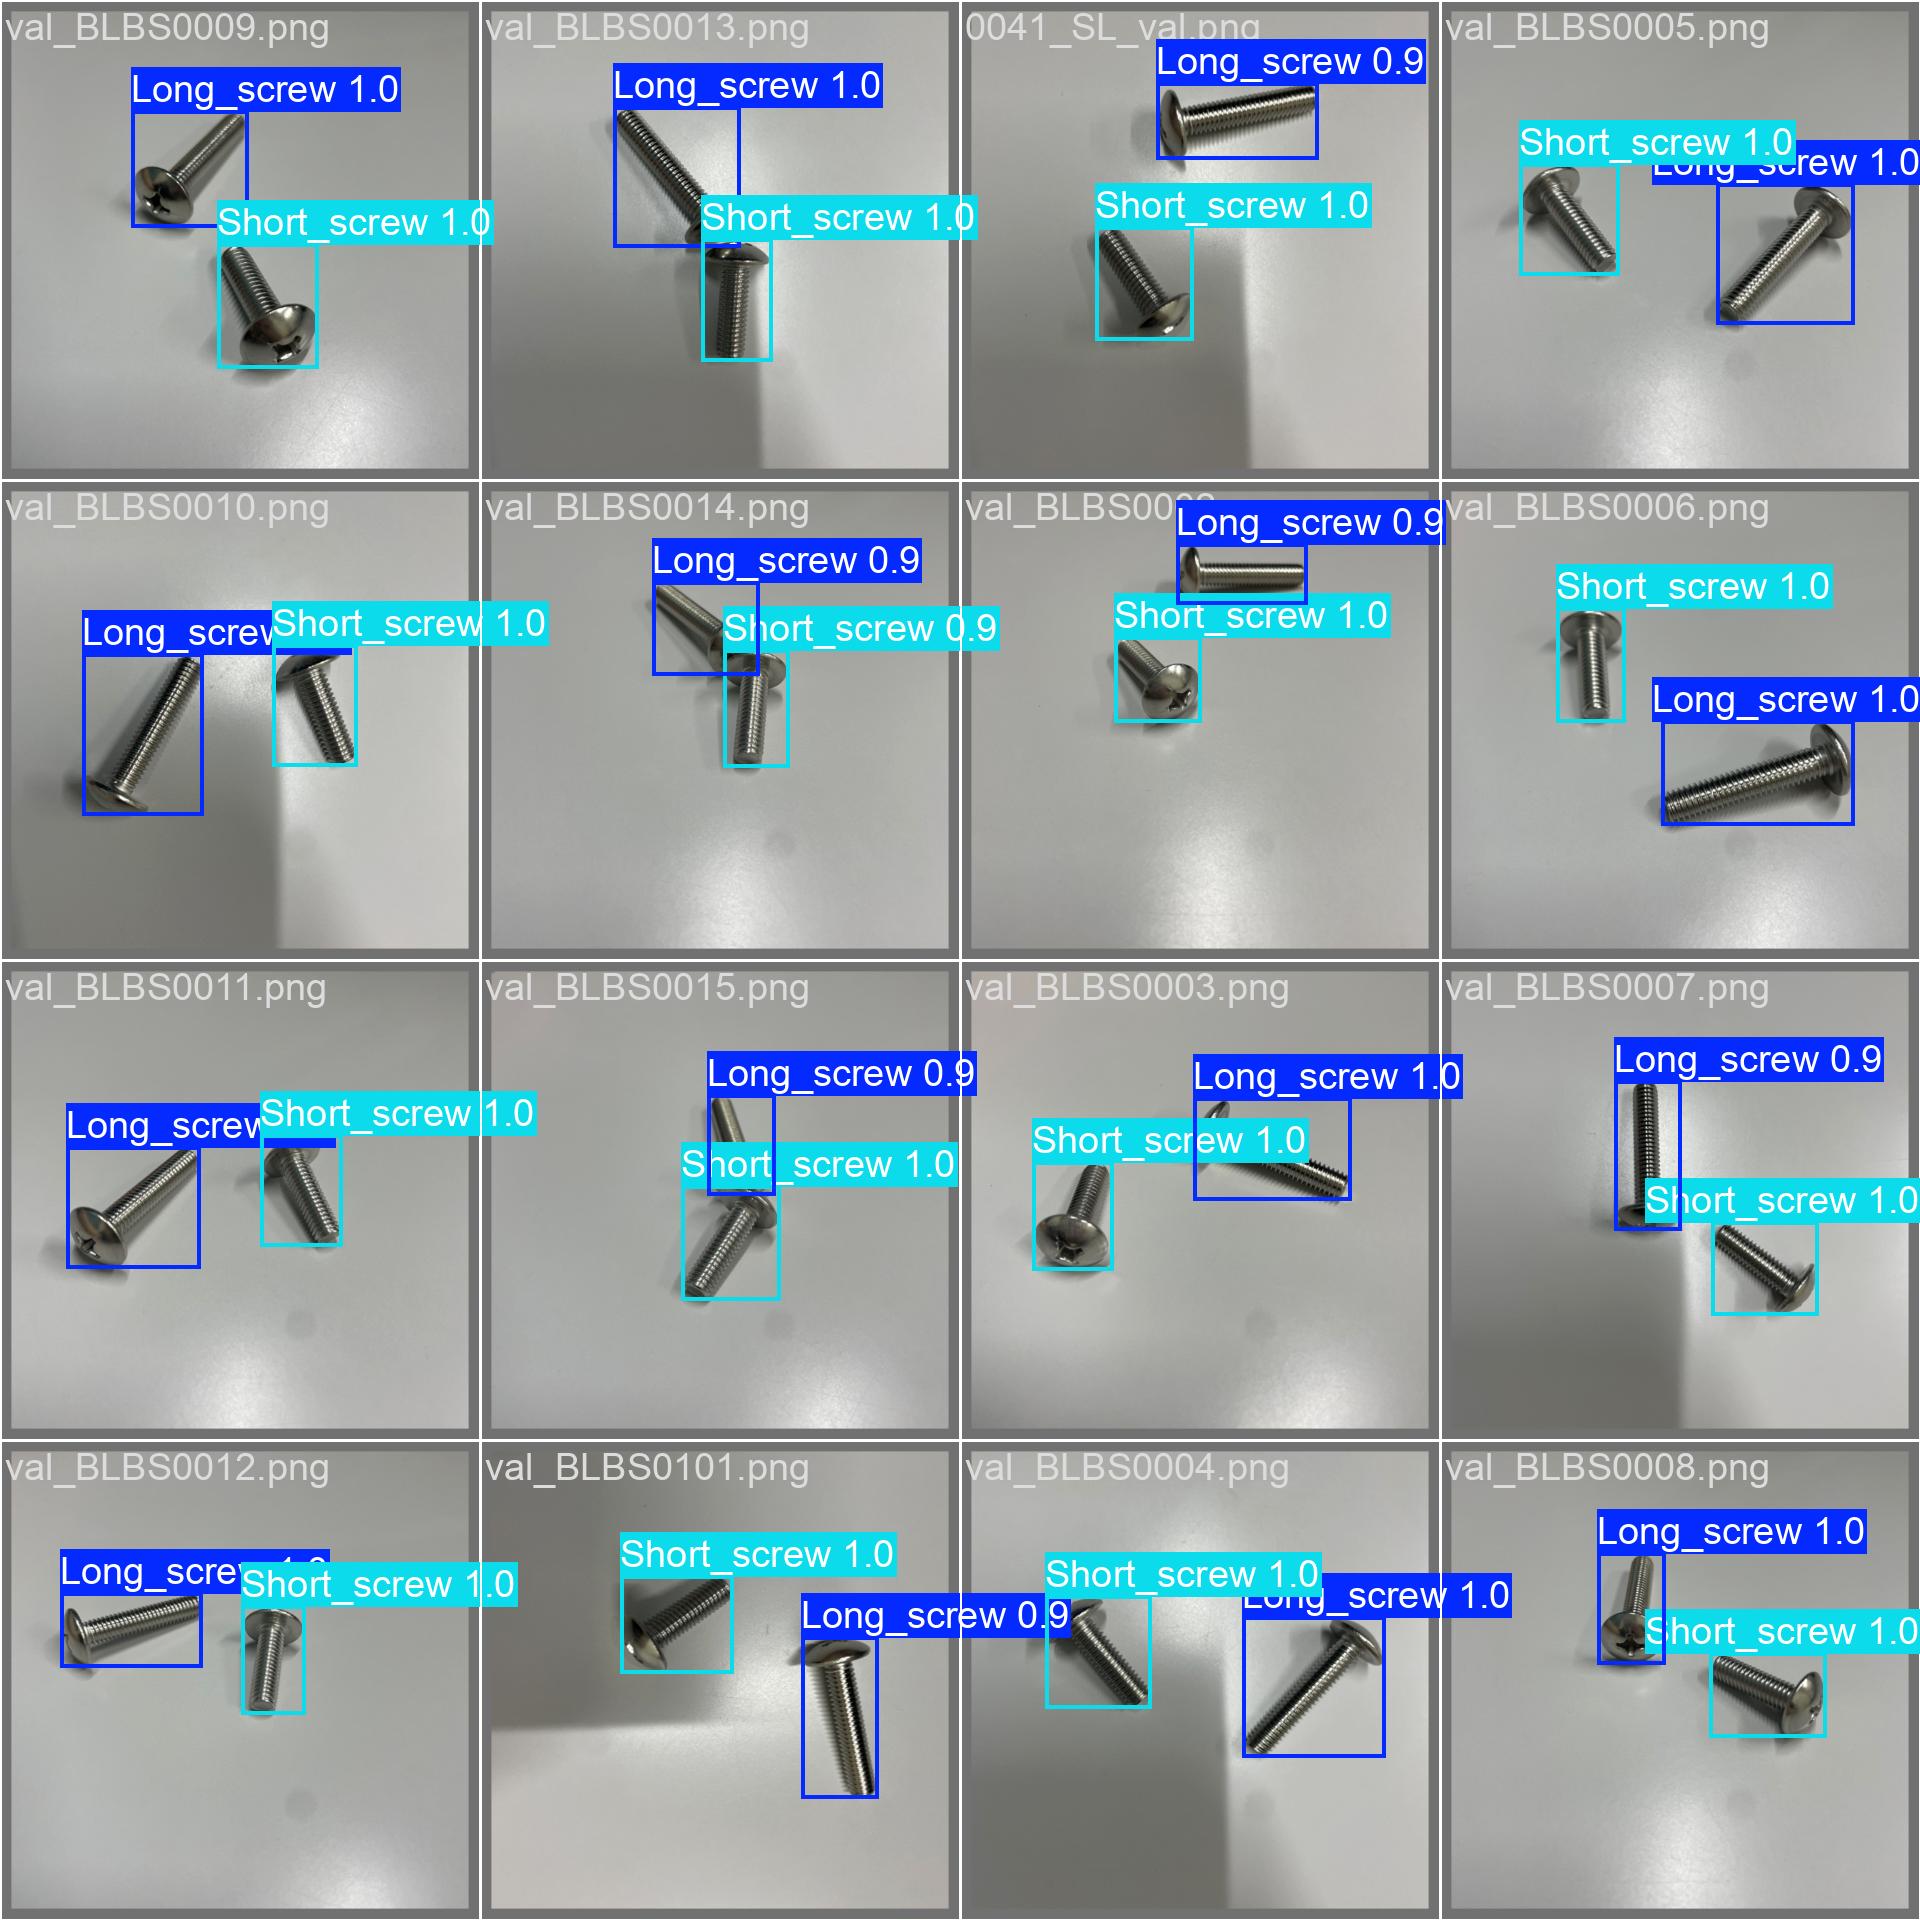 val_BLBS0009.png
Long_screw 1.0
Short_screw 1.0
val_BLBS0013.png
Long_screw 1.0
Short_screw 1.0
0041_SL_val.png
Long_screw 0.9
Short_screw 1.0
val_BLBS0005.png
Short_screw 1.0
Long_screw 1.0
val_BLBS0010.png
Long_screw
Short_screw 1.0
val_BLBS0014.png
Long_screw 0.9
Short_screw 0.9
val_BLBS00
Long_screw 0.9
Short_screw 1.0
val_BLBS0006.png
Short_screw 1.0
Long_screw 1.0
val_BLBS0011.png
Long_screw
Short_screw 1.0
val_BLBS0015.png
Long_screw 0.9
Short_screw 1.0
val_BLBS0003.png
Long_screw 1.0
Short_screw 1.0
val_BLBS0007.png
Long_screw 0.9
Short_screw 1.0
val_BLBS0012.png
Long_screw
Short_screw 1.0
val_BLBS0101.png
Short_screw 1.0
Long_screw 0.9
val_BLBS0004.png
Short_screw 1.0
Long_screw 1.0
val_BLBS0008.png
Long_screw 1.0
Short_screw 1.0